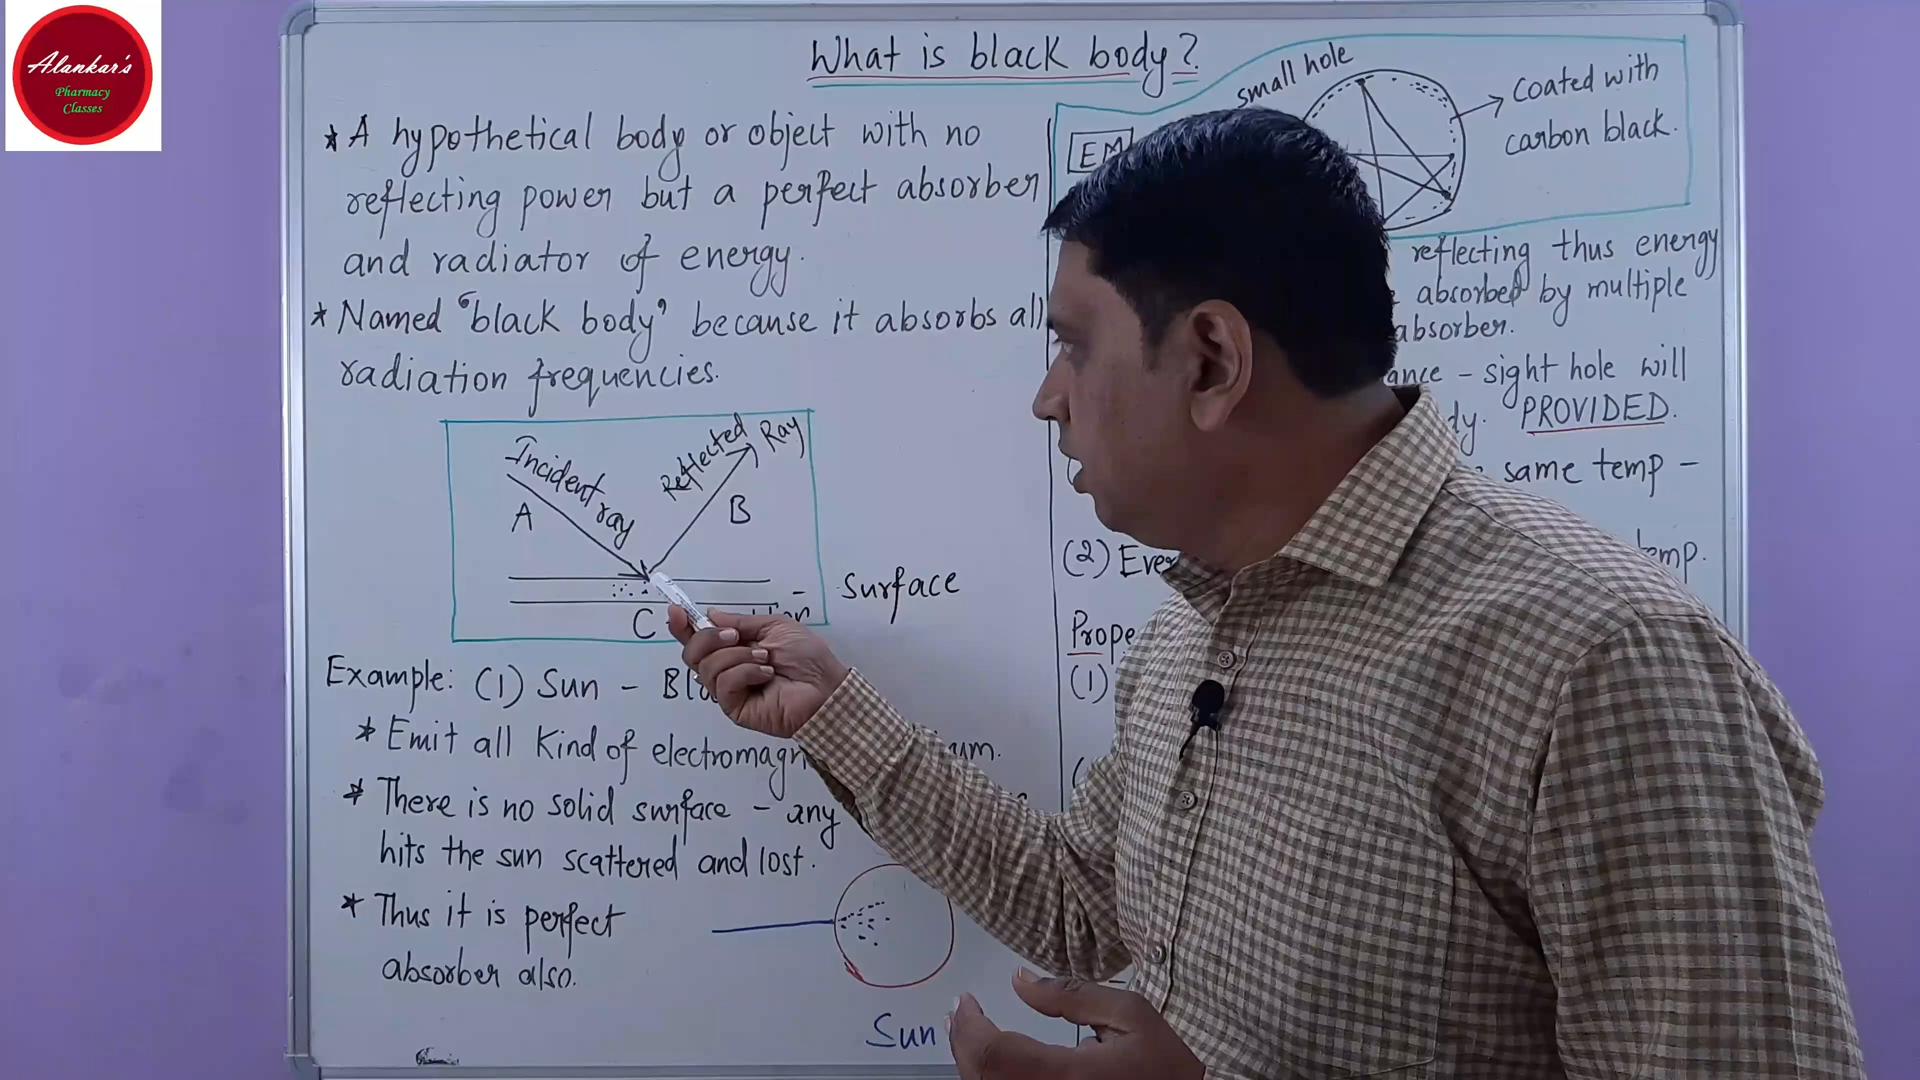 Alankar's
Pharmacy
Classes
What is black body?
* A hypothetical body or object with no
reflecting power but a perfect absorber
and radiator of energy.
* Named "black body" because it absorbs all
radiation frequencies.
Incident ray
Reflected Ray
A
B
C
- Surface
Example: (1) Sun -
* Emit all kind of
* There is no solid surface - any
hits the sun scattered and lost.
* Thus it is perfect
absorber also.
Sun
small hole
EM
Coated with
carbon black.
reflecting thus energy
absorbed by multiple
absorber.
- sight hole will
PROVIDED.
same temp -
(2)
temp.
(1)